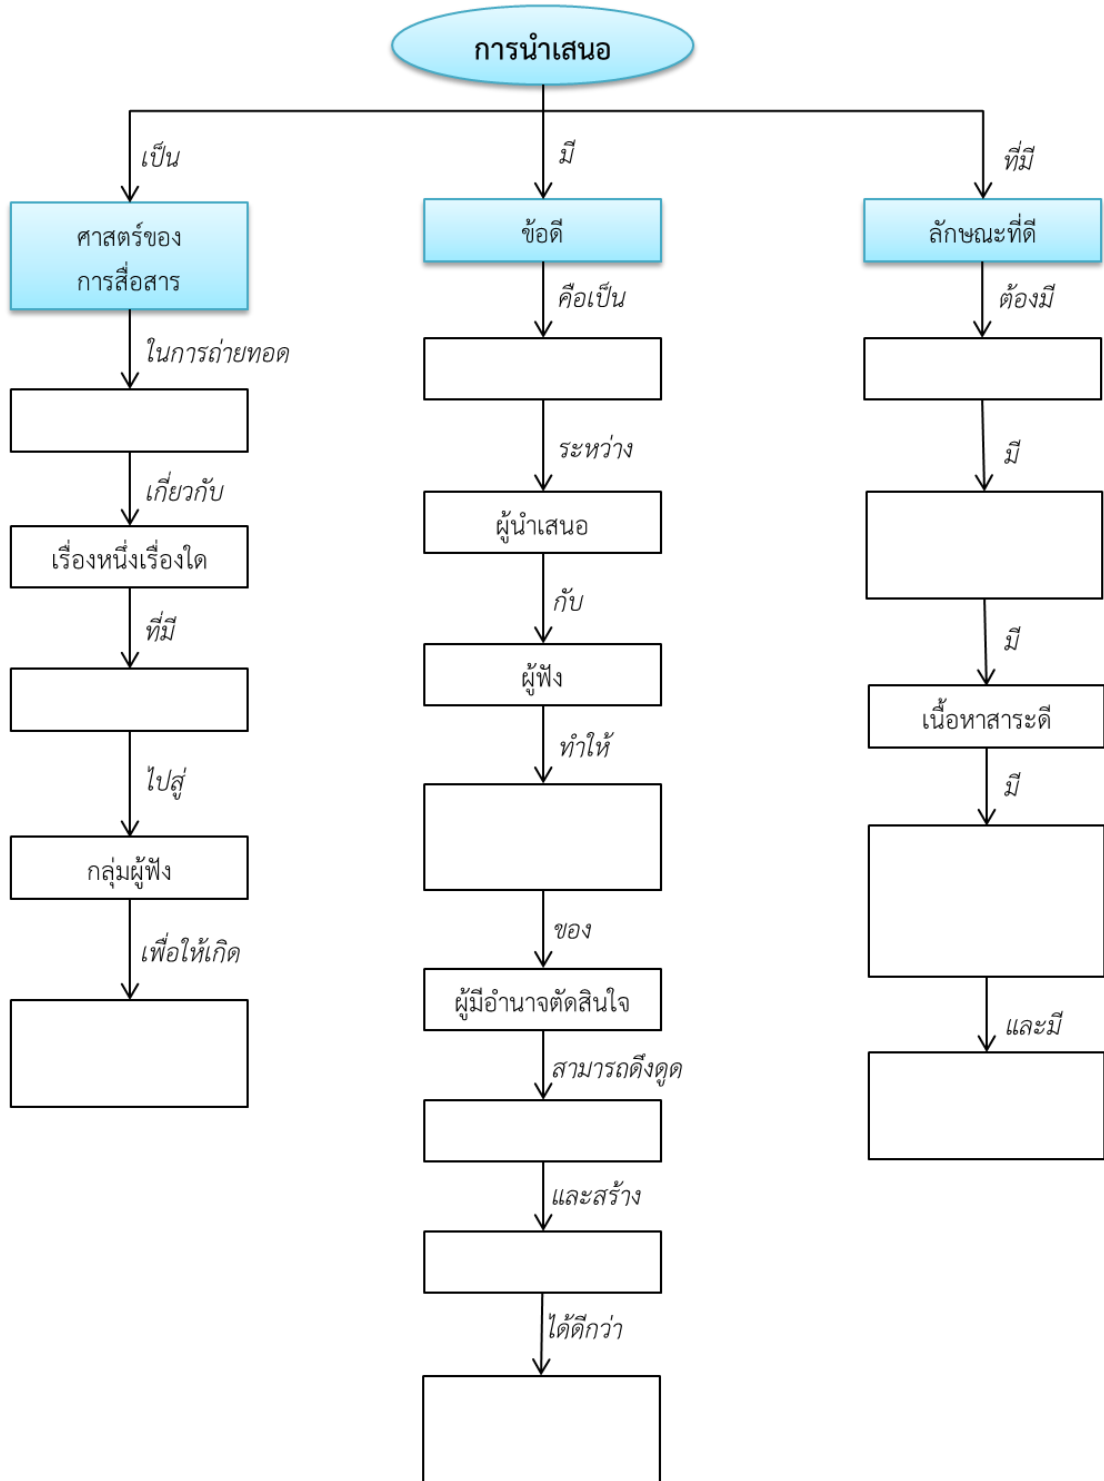 การนำเสนอ
เป็น
ศาสตร์ของ
การสื่อสาร
ในการถ่ายทอด
เกี่ยวกับ
เรื่องหนึ่งเรื่องใด
ที่มี
ไปสู่
กลุ่มผู้ฟัง
เพื่อให้เกิด
มี
ข้อดี
คือเป็น
ระหว่าง
ผู้นำเสนอ
กับ
ผู้ฟัง
ทำให้
ของ
ผู้มีอำนาจตัดสินใจ
สามารถดึงดูด
และสร้าง
ได้ดีกว่า
ที่มี
ลักษณะที่ดี
ต้องมี
มี
มี
เนื้อหาสาระดี
มี
และมี